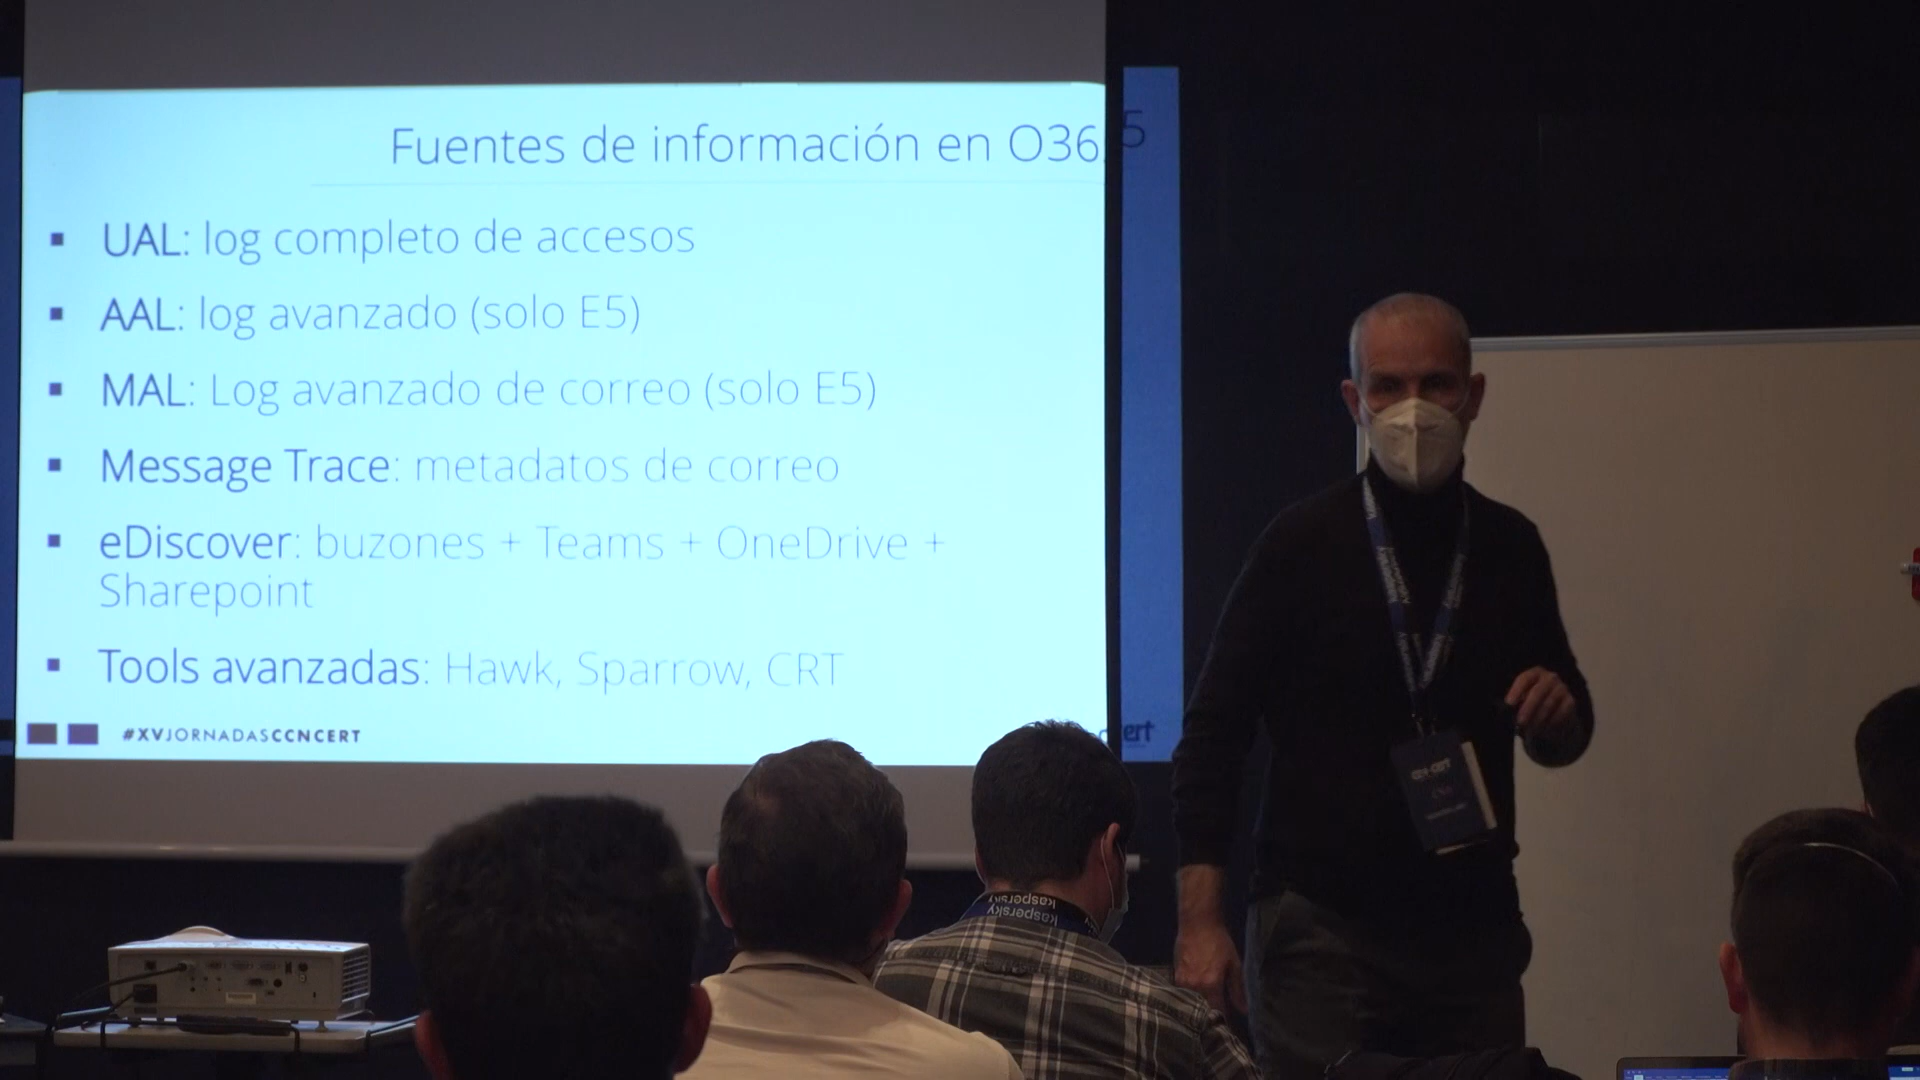 Fuentes de información en O365
▪ UAL: log completo de accesos
▪ AAL: log avanzado (solo E5)
▪ MAL: Log avanzado de correo (solo E5)
▪ Message Trace: metadatos de correo
▪ eDiscover: buzones + Teams + OneDrive +
Sharepoint
▪ Tools avanzadas: Hawk, Sparrow, CRT
#XVJORNADASCCNCERT
cert
kaspersky
kaspersky